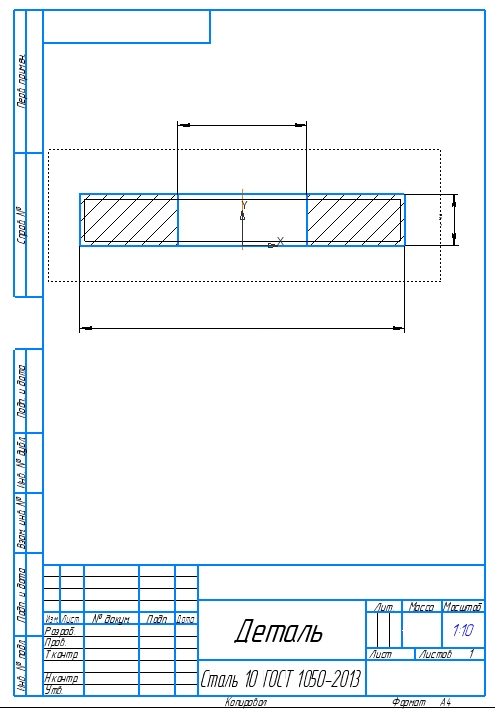 Перв. примен.
Справ. №
Подп. и дата
Инв. № дубл.
Взам. инв. №
Подп. и дата
Инв. № подл.
Y
X
Изм. Лист № докум. Подп. Дата
Разраб.
Пров.
Т.контр.
Н.контр.
Утв.
Деталь
Сталь 10 ГОСТ 1050-2013
Лит. Масса Масштаб
1:10
Лист Листов 1
Копировал Формат А4